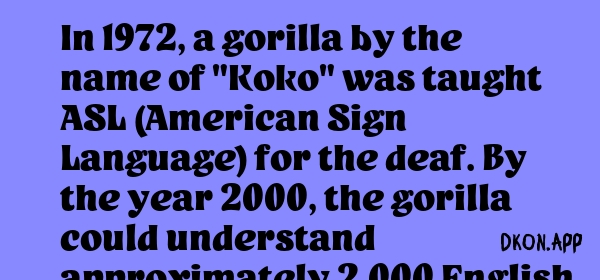 In 1972, a gorilla by the
name of "Koko" was taught
ASL (American Sign
Language) for the deaf. By
the year 2000, the gorilla
could understand
DKON.APP
approximately 2,000 English